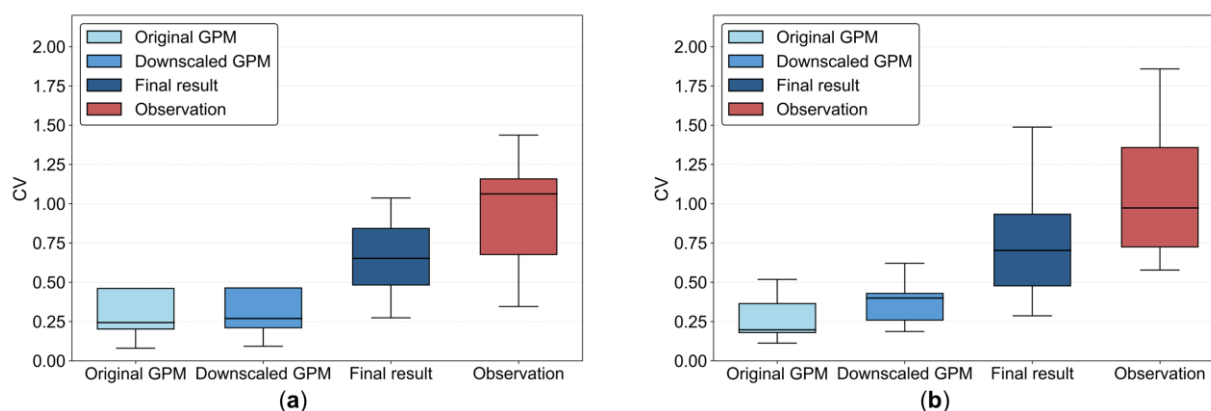 2.00
1.75
1.50
1.25
1.00
0.75
0.50
0.25
0.00
CV
Original GPM
Downscaled GPM
Final result
Observation
Original GPM Downscaled GPM Final result Observation
(a)
2.00
1.75
1.50
1.25
1.00
0.75
0.50
0.25
0.00
CV
Original GPM
Downscaled GPM
Final result
Observation
Original GPM Downscaled GPM Final result Observation
(b)